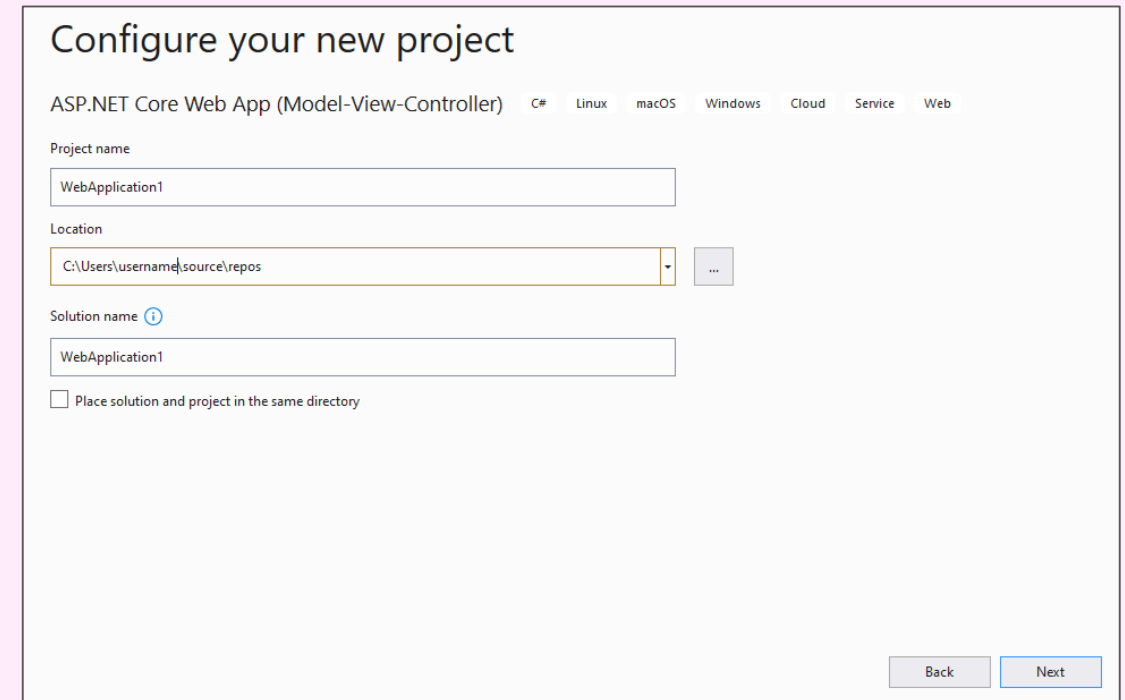 Configure your new project
ASP.NET Core Web App (Model-View-Controller) C# Linux macOS Windows Cloud Service Web
Project name
WebApplication1
Location
C:\Users\username\source\repos
...
Solution name
WebApplication1
Place solution and project in the same directory
Back Next